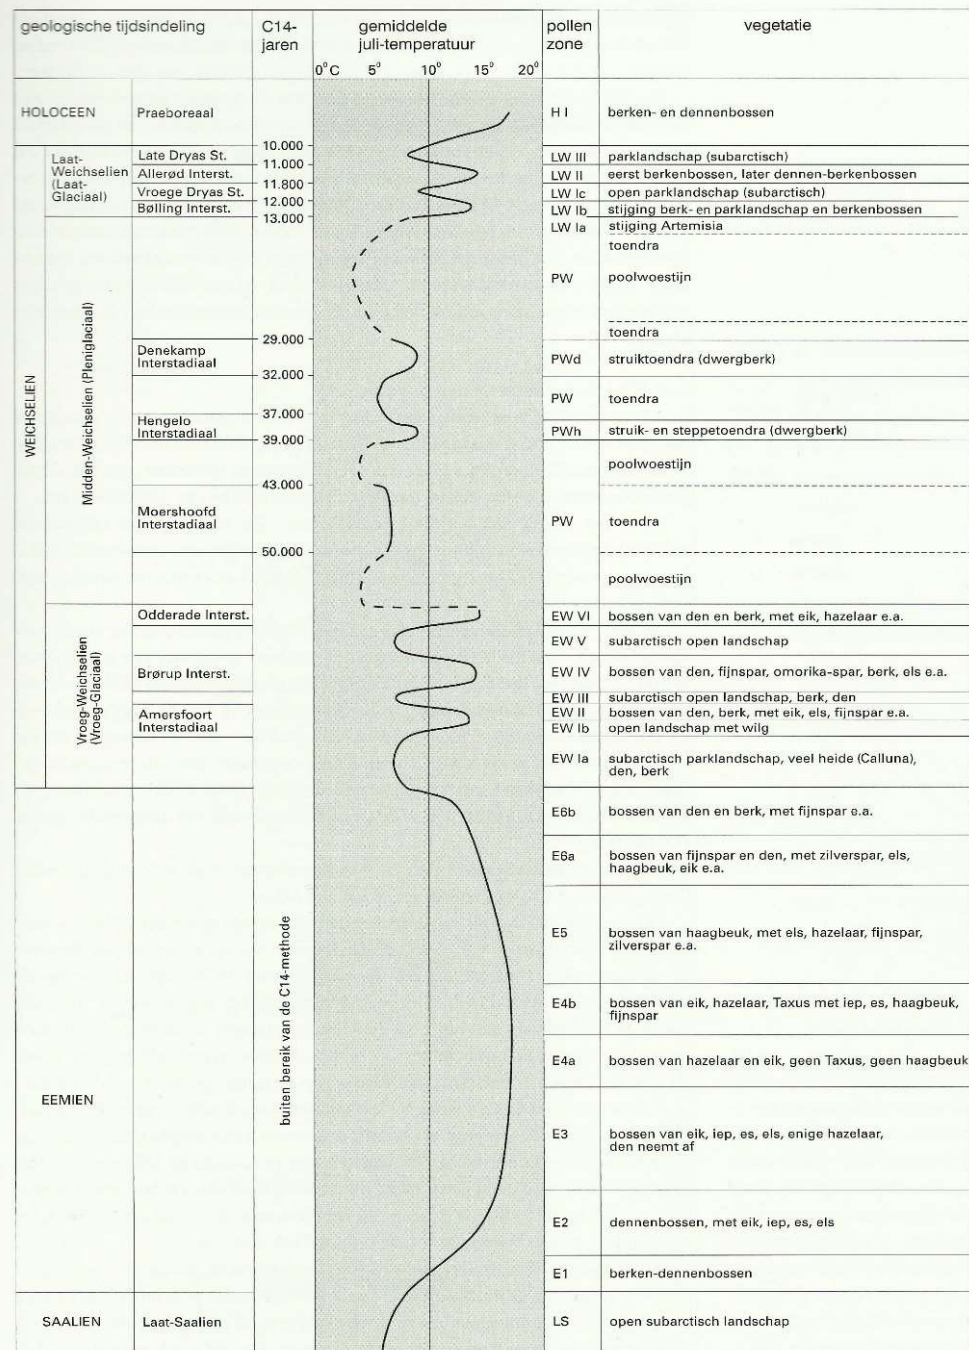 geologische tijdsindeling
C14-
jaren
gemiddelde
juli-temperatuur
0°C 5° 10° 15° 20°
pollen
zone
vegetatie
HOLOCEEN
Praeboreaal
H I
berken- en dennenbossen
10.000
WEICHSELIEN
Laat-
Weichselien
(Laat-
Glaciaal)
Late Dryas St.
LW III
parklandschap (subarctisch)
11.000
Allerød Interst.
LW II
eerst berkenbossen, later dennen-berkenbossen
11.800
Vroege Dryas St.
LW Ic
open parklandschap (subarctisch)
12.000
Bølling Interst.
LW Ib
stijging berk- en parklandschap en berkenbossen
13.000
LW Ia
stijging Artemisia
Midden-Weichselien (Pleniglaciaal)
toendra
PW
poolwoestijn
toendra
29.000
Denekamp
Interstadiaal
PWd
struiktoendra (dwergberk)
32.000
PW
toendra
37.000
Hengelo
Interstadiaal
PWh
struik- en steppetoendra (dwergberk)
39.000
poolwoestijn
43.000
Moershoofd
Interstadiaal
PW
toendra
50.000
poolwoestijn
Vroeg-Weichselien
(Vroeg-Glaciaal)
Odderade Interst.
EW VI
bossen van den en berk, met eik, hazelaar e.a.
EW V
subarctisch open landschap
Brørup Interst.
EW IV
bossen van den, fijnspar, omorika-spar, berk, els e.a.
EW III
subarctisch open landschap, berk, den
Amersfoort
Interstadiaal
EW II
bossen van den, berk, met eik, els, fijnspar e.a.
EW Ib
open landschap met wilg
EW Ia
subarctisch parklandschap, veel heide (Calluna),
den, berk
buiten bereik van de C14-methode
EEMIEN
E6b
bossen van den en berk, met fijnspar e.a.
E6a
bossen van fijnspar en den, met zilverspar, els,
haagbeuk, eik e.a.
E5
bossen van haagbeuk, met els, hazelaar, fijnspar,
zilverspar e.a.
E4b
bossen van eik, hazelaar, Taxus met iep, es, haagbeuk,
fijnspar
E4a
bossen van hazelaar en eik, geen Taxus, geen haagbeuk
E3
bossen van eik, iep, es, els, enige hazelaar,
den neemt af
E2
dennenbossen, met eik, iep, es, els
E1
berken-dennenbossen
SAALIEN
Laat-Saalien
LS
open subarctisch landschap